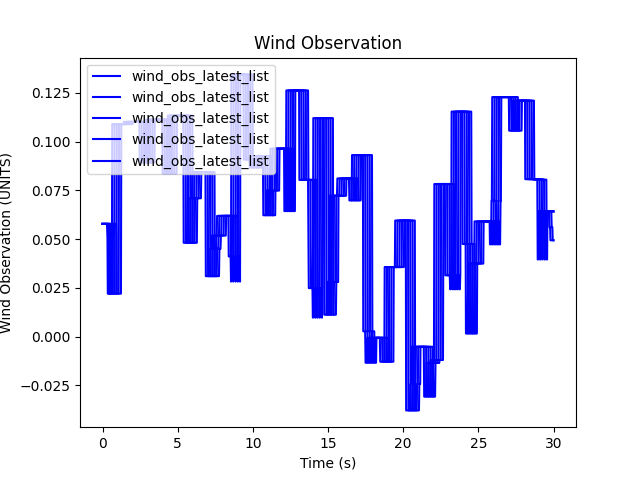 Wind Observation
wind_obs_latest_list
wind_obs_latest_list
wind_obs_latest_list
wind_obs_latest_list
wind_obs_latest_list
Wind Observation (UNITS)
0.125
0.100
0.075
0.050
0.025
0.000
−0.025
0 5 10 15 20 25 30
Time (s)